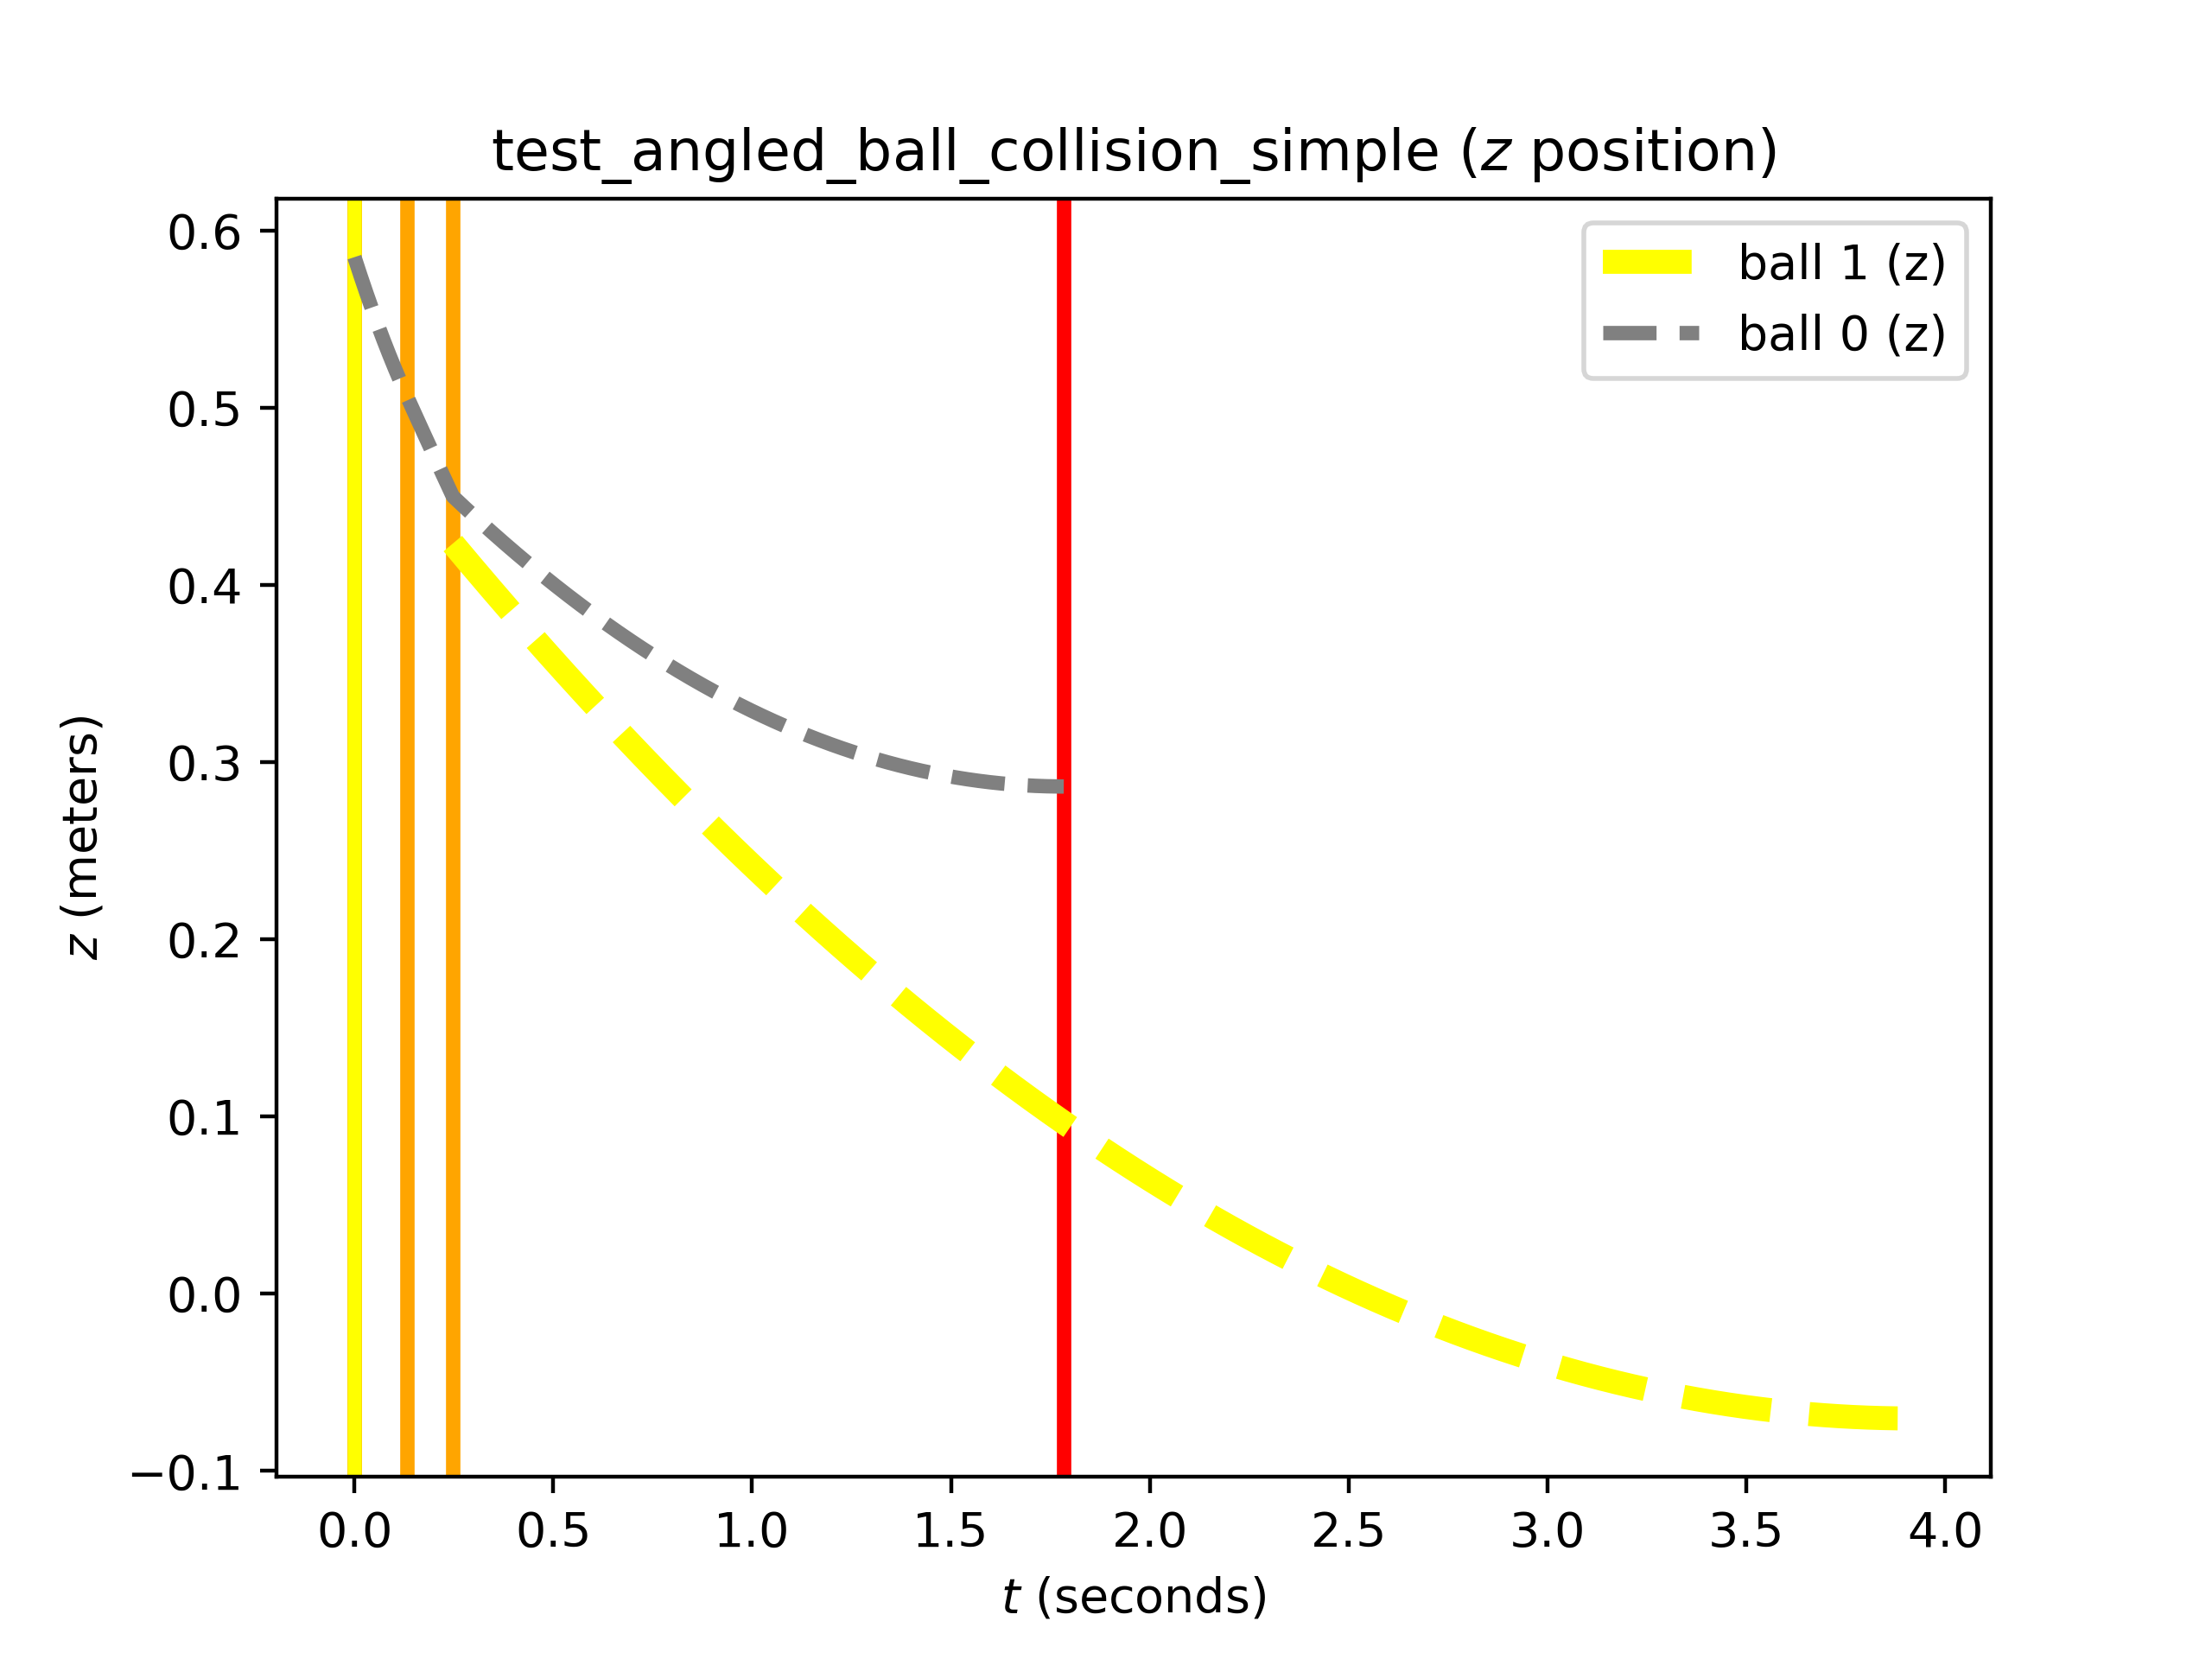 test_angled_ball_collision_simple (z position)
ball 1 (z)
ball 0 (z)
z (meters)
0.6
0.5
0.4
0.3
0.2
0.1
0.0
−0.1
0.0 0.5 1.0 1.5 2.0 2.5 3.0 3.5 4.0
t (seconds)